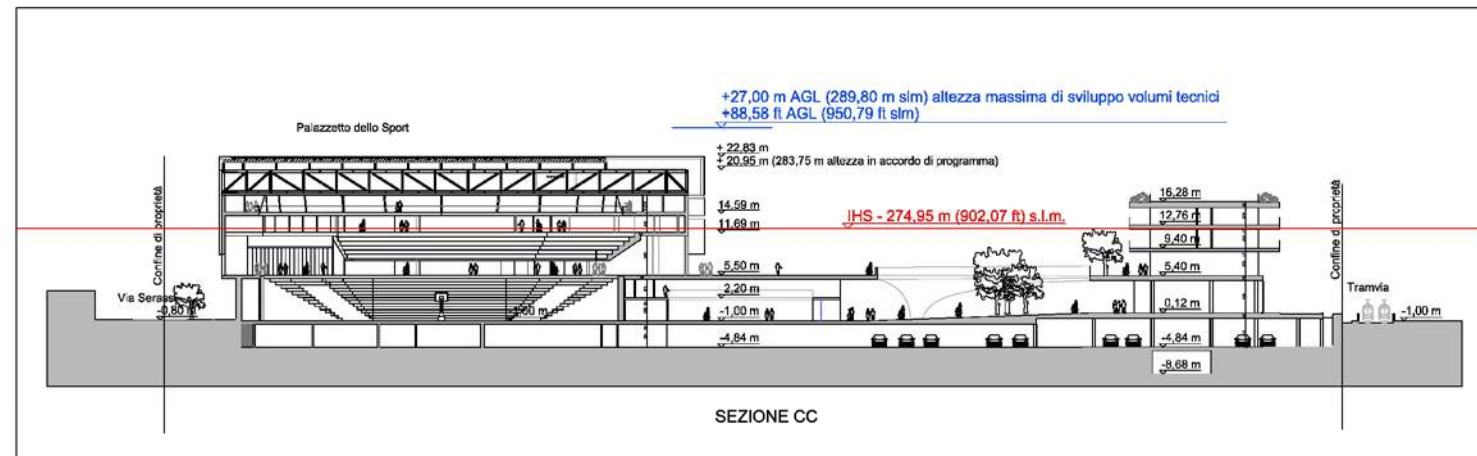 +27,00 m AGL (289,80 m slm) altezza massima di sviluppo volumi tecnici
+88,58 ft AGL (950,79 ft slm)
Palazzetto dello Sport
+ 22.83 m
+ 20.95 m (283,75 m altezza in accordo di programma)
Confine di proprietà
Confine di proprietà
16,28 m
14.59 m
12,76 m
IHS - 274,95 m (902,07 ft) s.l.m.
11.69 m
9,40 m
5,50 m
5,40 m
Via Serassi
2,20 m
Tramvia
-0,80 m
-1,00 m
-1,00 m
0,12 m
-1,00 m
-4,84 m
-4,84 m
-8,68 m
SEZIONE CC